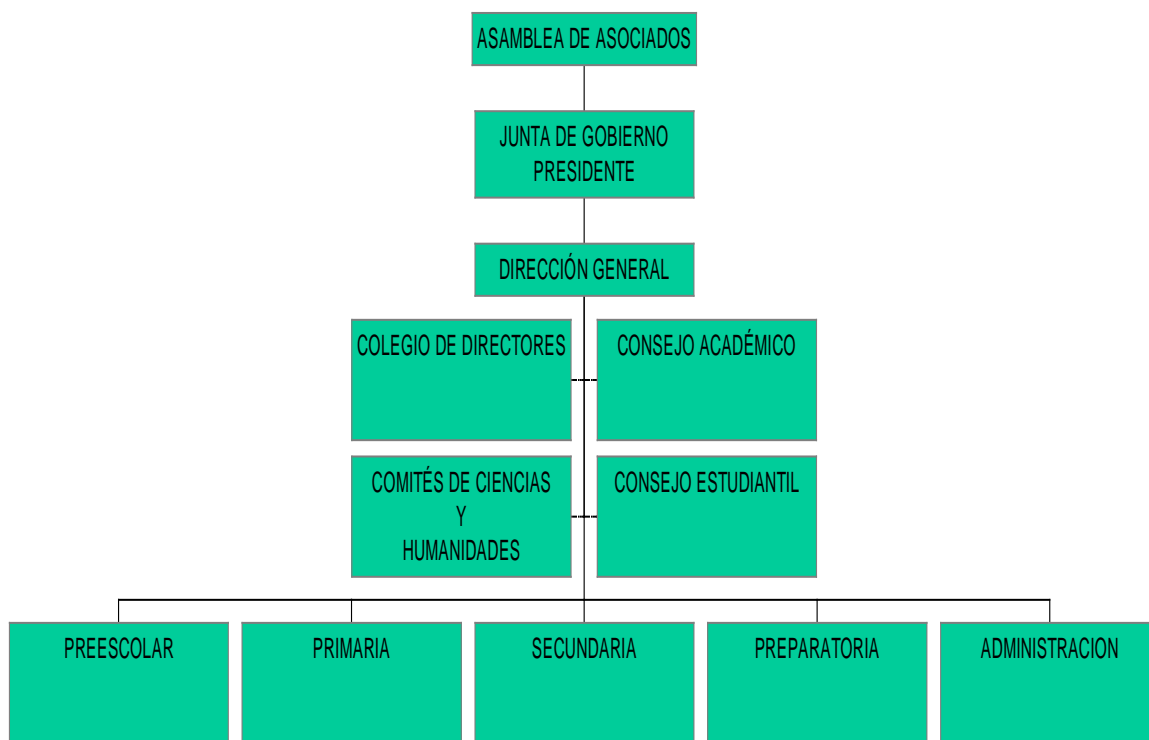 ASAMBLEA DE ASOCIADOS
JUNTA DE GOBIERNO
PRESIDENTE
DIRECCIÓN GENERAL
COLEGIO DE DIRECTORES
CONSEJO ACADÉMICO
COMITÉS DE CIENCIAS
Y
HUMANIDADES
CONSEJO ESTUDIANTIL
PREESCOLAR
PRIMARIA
SECUNDARIA
PREPARATORIA
ADMINISTRACION